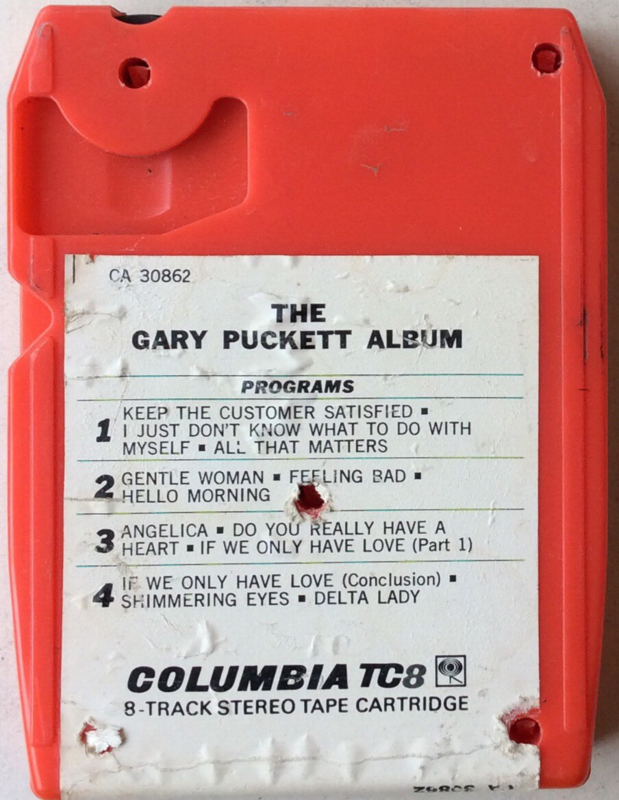 CA 30862
THE
GARY PUCKETT ALBUM
PROGRAMS
1 KEEP THE CUSTOMER SATISFIED ▪
I JUST DON'T KNOW WHAT TO DO WITH
MYSELF ▪ ALL THAT MATTERS
2 GENTLE WOMAN ▪ FEELING BAD ▪
HELLO MORNING
3 ANGELICA ▪ DO YOU REALLY HAVE A
HEART ▪ IF WE ONLY HAVE LOVE (Part 1)
4 IF WE ONLY HAVE LOVE (Conclusion) ▪
SHIMMERING EYES ▪ DELTA LADY
COLUMBIA TC8
8-TRACK STEREO TAPE CARTRIDGE